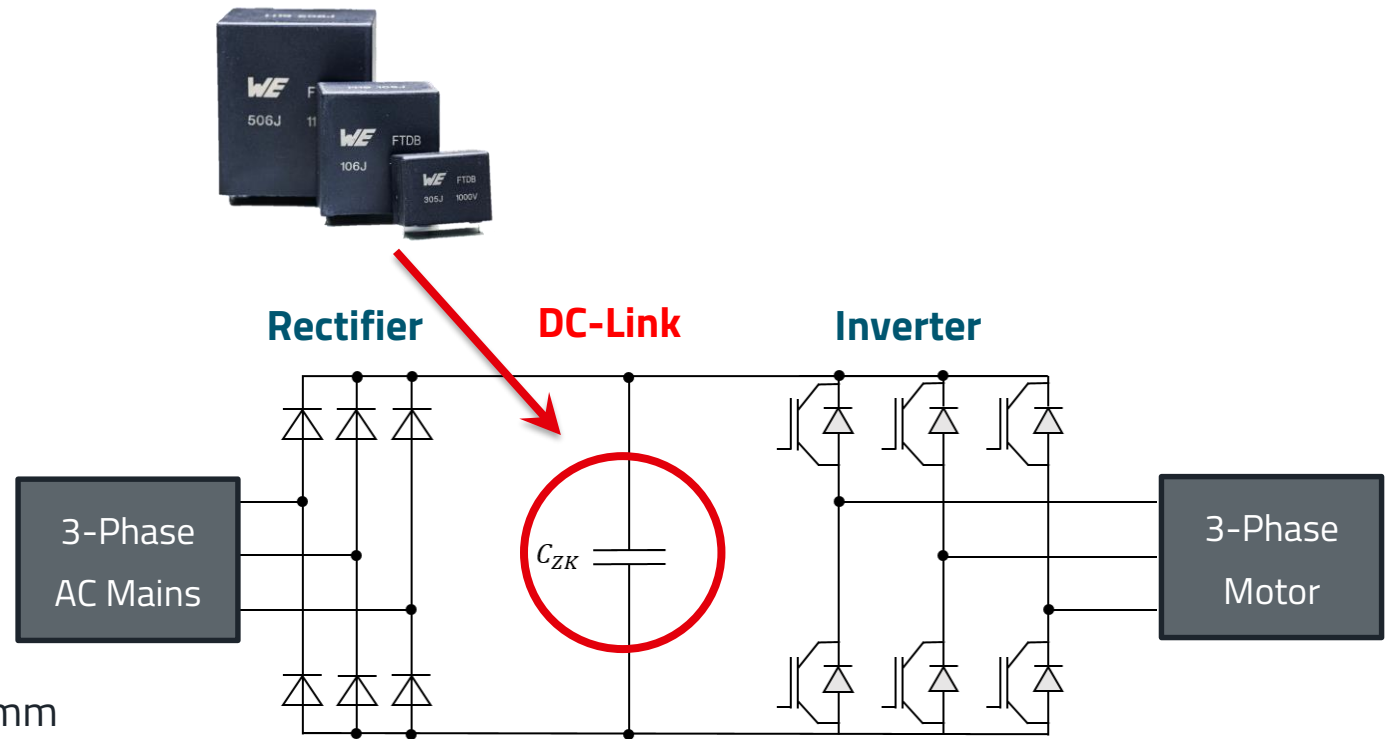 WE
506J 11
WE FTDB
106J
WE FTDB
305J 1000V
Rectifier DC-Link Inverter
3-Phase
AC Mains
C_ZK
3-Phase
Motor
mm